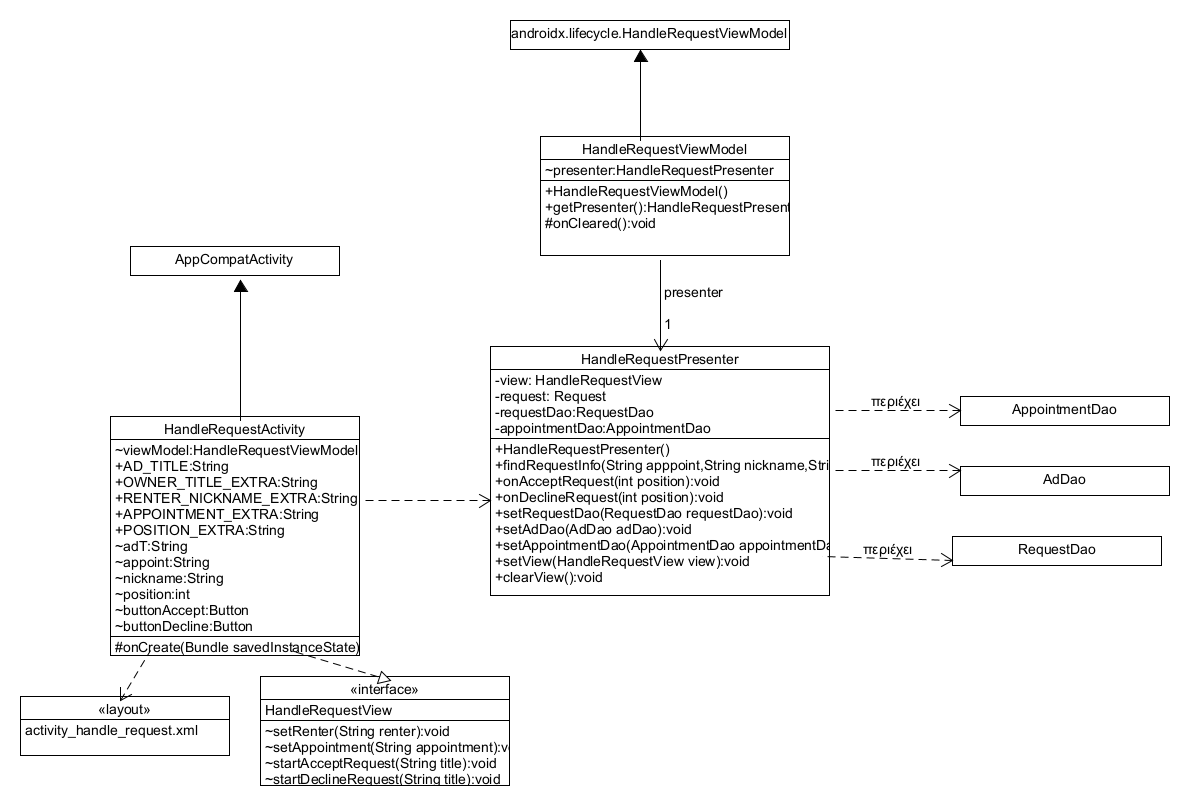 androidx.lifecycle.HandleRequestViewModel
HandleRequestViewModel
~presenter:HandleRequestPresenter
+HandleRequestViewModel()
+getPresenter():HandleRequestPresent
#onCleared():void
AppCompatActivity
presenter
1
HandleRequestPresenter
-view: HandleRequestView
-request: Request
-requestDao:RequestDao
-appointmentDao:AppointmentDao
+HandleRequestPresenter()
+findRequestInfo(String apppoint,String nickname,Stri
+onAcceptRequest(int position):void
+onDeclineRequest(int position):void
+setRequestDao(RequestDao requestDao):void
+setAdDao(AdDao adDao):void
+setAppointmentDao(AppointmentDao appointmentDa
+setView(HandleRequestView view):void
+clearView():void
περιέχει
AppointmentDao
περιέχει
AdDao
περιέχει
RequestDao
HandleRequestActivity
~viewModel:HandleRequestViewModel
+AD_TITLE:String
+OWNER_TITLE_EXTRA:String
+RENTER_NICKNAME_EXTRA:String
+APPOINTMENT_EXTRA:String
+POSITION_EXTRA:String
~adT:String
~appoint:String
~nickname:String
~position:int
~buttonAccept:Button
~buttonDecline:Button
#onCreate(Bundle savedInstanceState)
«layout»
activity_handle_request.xml
«interface»
HandleRequestView
~setRenter(String renter):void
~setAppointment(String appointment):v
~startAcceptRequest(String title):void
~startDeclineRequest(String title):void